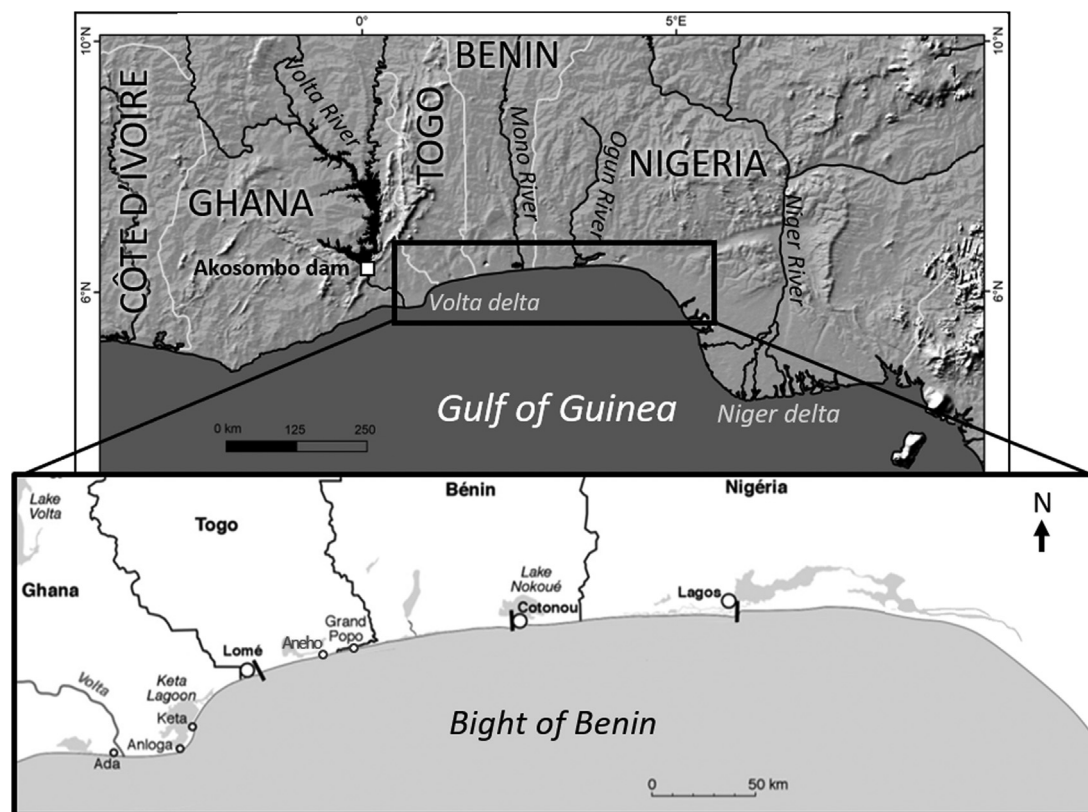 0°
5°E
10°N
10°N
CÔTE D'IVOIRE
Volta River
BENIN
TOGO
Mono River
Ogun River
NIGERIA
GHANA
Niger River
Akosombo dam
6°N
6°N
Volta delta
Gulf of Guinea
Niger delta
0 km
125
250
Lake
Volta
Togo
Bénin
Nigéria
N
Ghana
Lake
Nokoué
Lagos
Cotonou
Grand
Popo
Aneho
Lomé
Keta
Lagoon
Volta
Keta
Anloga
Ada
Bight of Benin
0
50 km